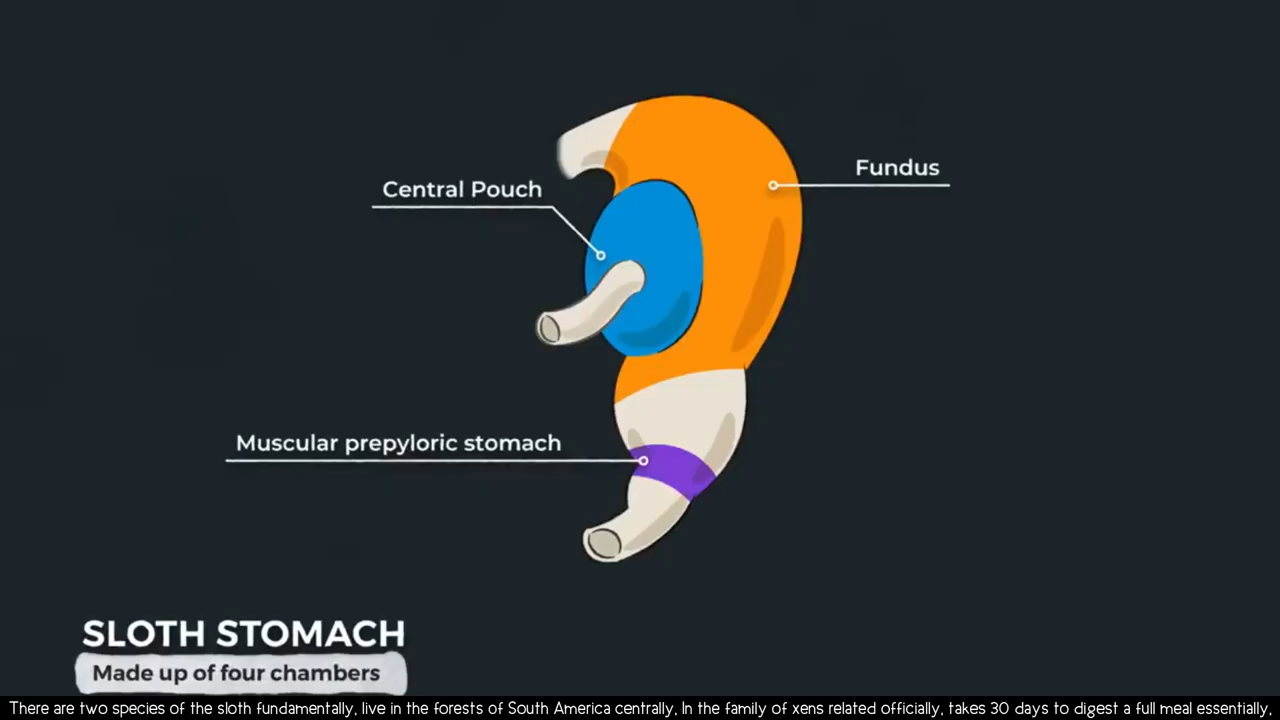 Fundus
Central Pouch
Muscular prepyloric stomach
SLOTH STOMACH
Made up of four chambers
There are two species of the sloth fundamentally, live in the forests of South America centrally, In the family of xens related officially, takes 30 days to digest a full meal essentially,